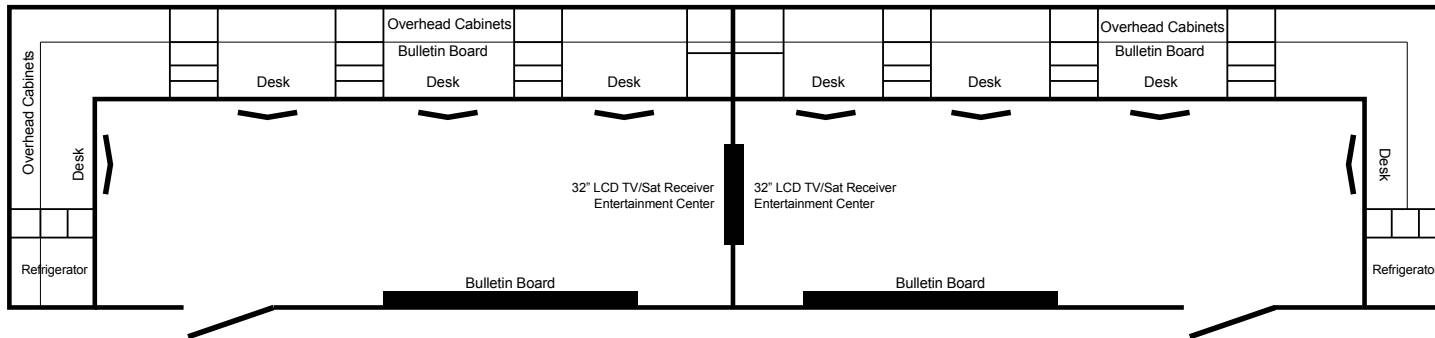 Overhead Cabinets
Bulletin Board
Desk
Desk
Desk
Overhead Cabinets
Desk
Refrigerator
32” LCD TV/Sat Receiver
Entertainment Center
Bulletin Board
Overhead Cabinets
Bulletin Board
Desk
Desk
Desk
Desk
32” LCD TV/Sat Receiver
Entertainment Center
Bulletin Board
Refrigerator